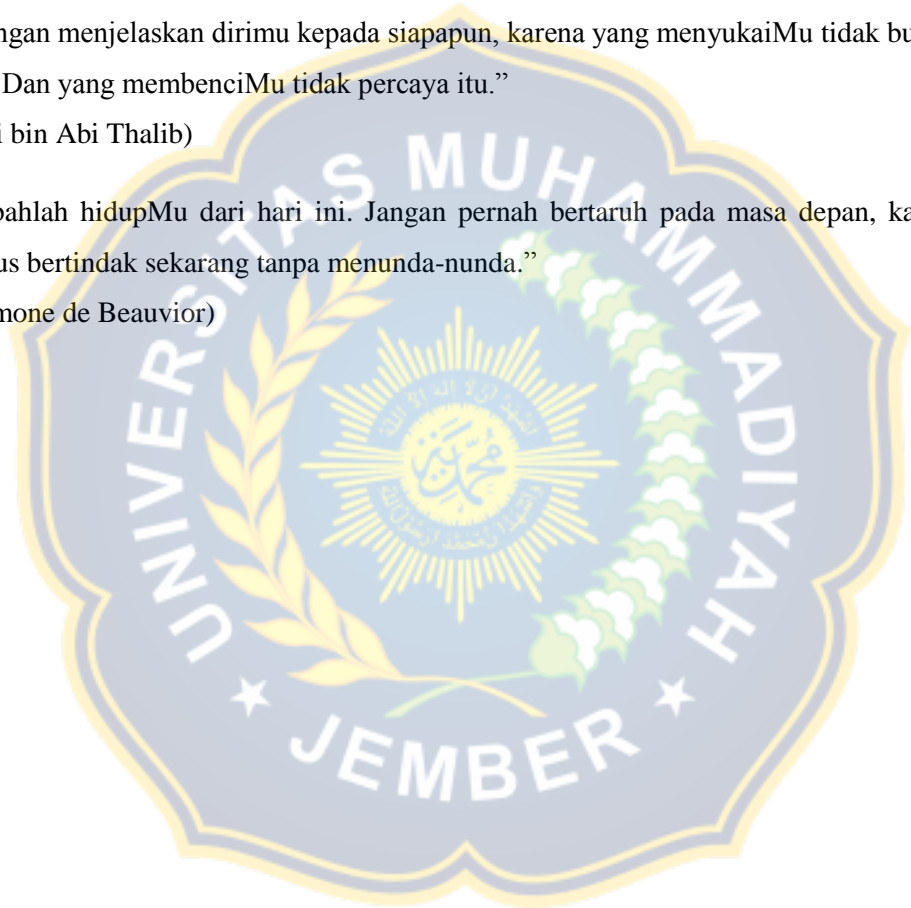 ngan menjelaskan dirimu kepada siapapun, karena yang menyukaiMu tidak bu
Dan yang membenciMu tidak percaya itu.”
i bin Abi Thalib)
bahlah hidupMu dari hari ini. Jangan pernah bertaruh pada masa depan, ka
us bertindak sekarang tanpa menunda-nunda.”
mone de Beauvior)
UNIVERSITAS MUHAMMADIYAH
JEMBER